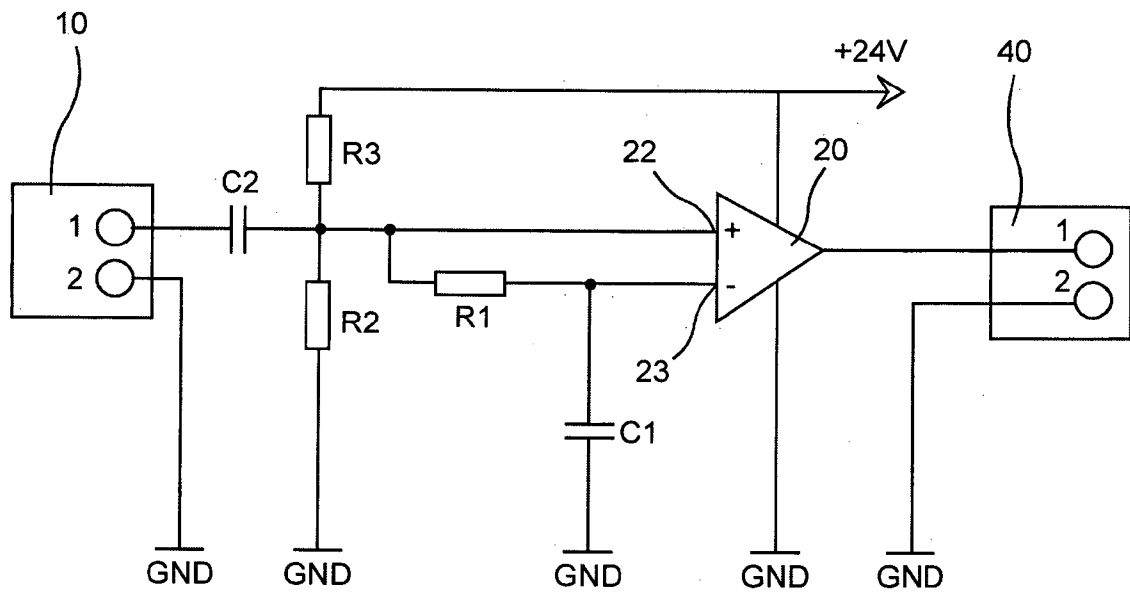 10
+24V
40
R3
22
20
C2
1
+
1
2
-
2
R2
R1
23
C1
GND
GND
GND
GND
GND